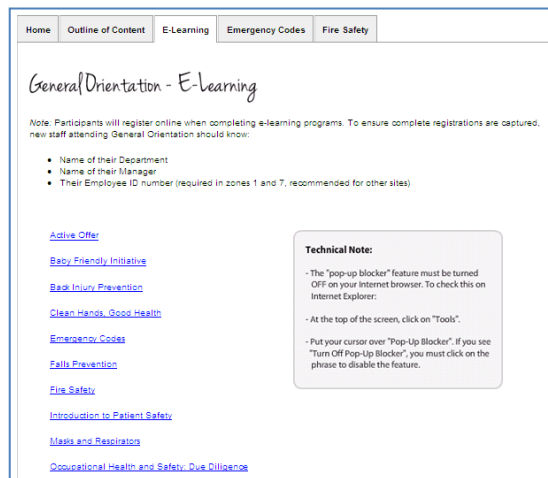 Home Outline of Content E-Learning Emergency Codes Fire Safety
General Orientation - E-Learning
Note: Participants will register online when completing e-learning programs. To ensure complete registrations are captured,
new staff attending General Orientation should know:
• Name of their Department
• Name of their Manager
• Their Employee ID number (required in zones 1 and 7, recommended for other sites)
Active Offer
Baby Friendly Initiative
Back Injury Prevention
Clean Hands, Good Health
Emergency Codes
Falls Prevention
Fire Safety
Introduction to Patient Safety
Masks and Respirators
Occupational Health and Safety: Due Diligence
Technical Note:
- The "pop-up blocker" feature must be turned
OFF on your Internet browser. To check this on
Internet Explorer:
- At the top of the screen, click on "Tools".
- Put your cursor over "Pop-Up Blocker". If you see
"Turn Off Pop-Up Blocker", you must click on the
phrase to disable the feature.